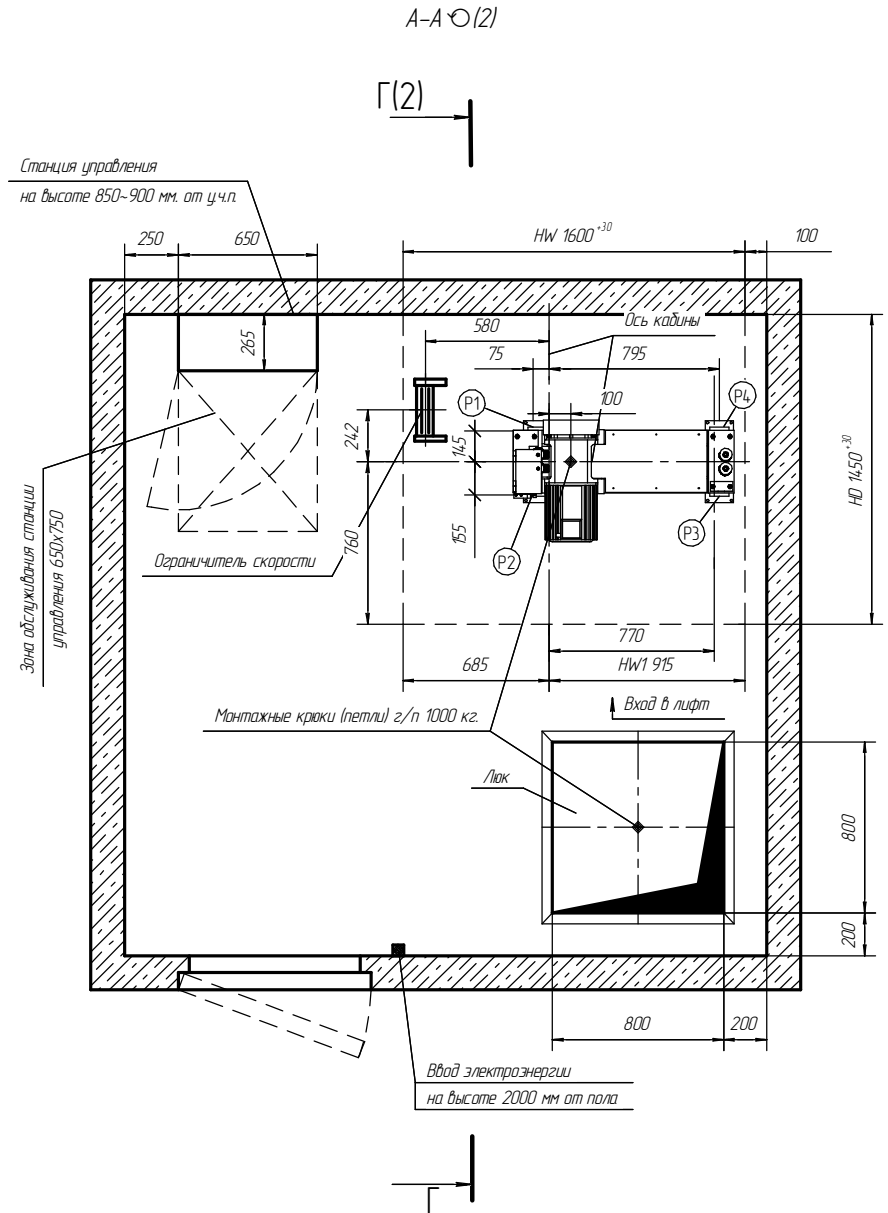 А-А (2)
Г(2)
Станция управления
на высоте 850~900 мм. от у.ч.п.
250
650
HW 1600 +30
100
580
Ось кабины
265
75
795
100
P1
P4
242
145
HD 1450 +30
155
760
P2
P3
Ограничитель скорости
Зона обслуживания станции
управления 650x750
770
685
HW1 915
Монтажные крюки (петли) г/п 1000 кг.
Вход в лифт
Люк
800
200
800
200
Ввод электроэнергии
на высоте 2000 мм от пола
Г